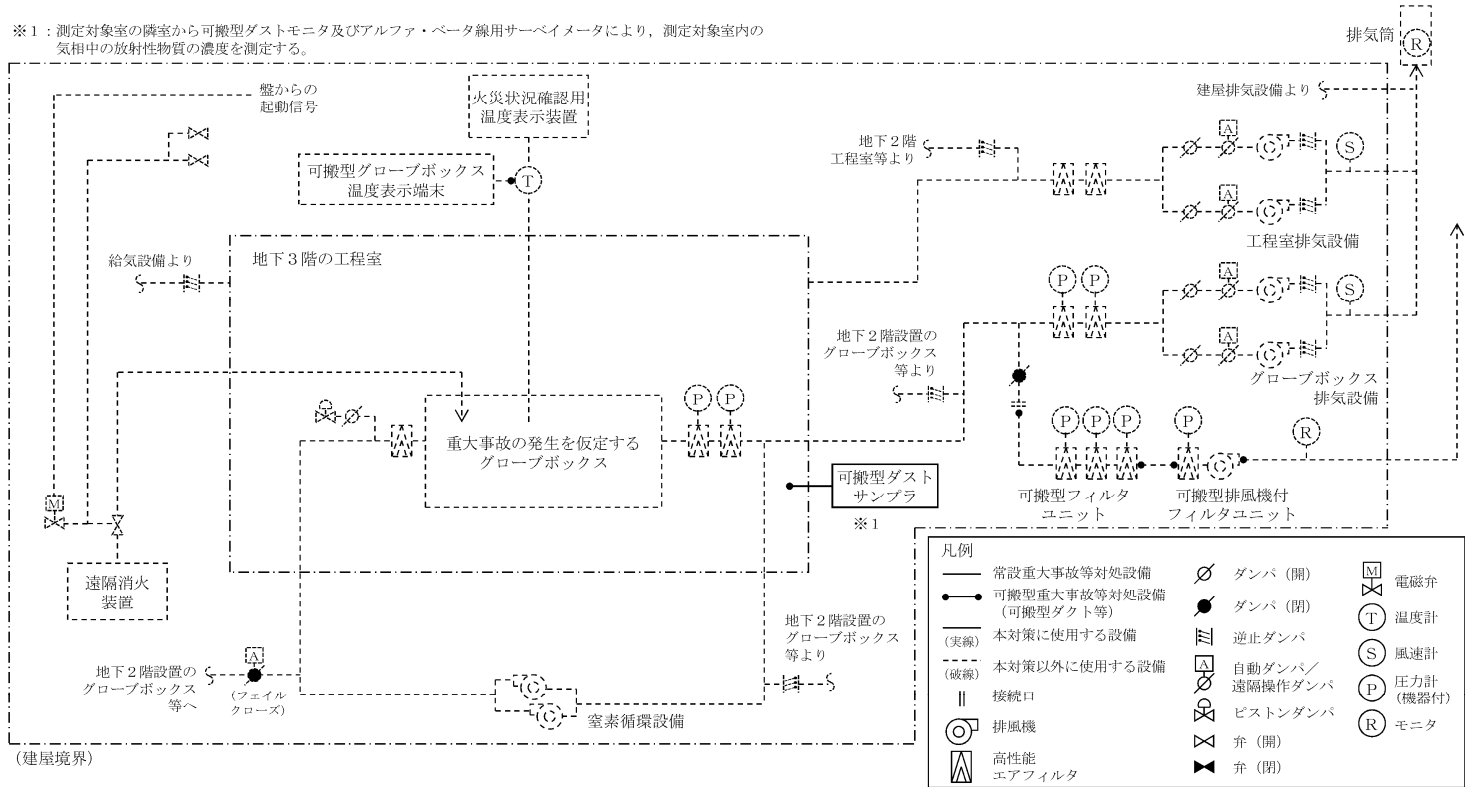 ※1：測定対象室の隣室から可搬型ダストモニタ及びアルファ・ベータ線用サーベイメータにより，測定対象室内の
気相中の放射性物質の濃度を測定する。
排気筒
R
建屋排気設備より
盤からの
起動信号
火災状況確認用
温度表示装置
可搬型グローブボックス
温度表示端末
T
地下２階
工程室等より
A
S
A
工程室排気設備
給気設備より
地下３階の工程室
P
P
A
S
A
グローブボックス
排気設備
地下２階設置の
グローブボックス
等より
重大事故の発生を仮定する
グローブボックス
P
P
P
P
P
P
R
可搬型フィルタ
ユニット
可搬型排風機付
フィルタユニット
可搬型ダスト
サンプラ
※1
M
遠隔消火
装置
地下２階設置の
グローブボックス
等へ
A
(フェイル
クローズ)
窒素循環設備
地下２階設置の
グローブボックス
等より
(建屋境界)
凡例
常設重大事故等対処設備
可搬型重大事故等対処設備
（可搬型ダクト等）
(実線)
本対策に使用する設備
(破線)
本対策以外に使用する設備
接続口
排風機
高性能
エアフィルタ
ダンパ（開）
ダンパ（閉）
逆止ダンパ
A
自動ダンパ／
遠隔操作ダンパ
ピストンダンパ
弁（開）
弁（閉）
M
電磁弁
T
温度計
S
風速計
P
圧力計
(機器付)
R
モニタ